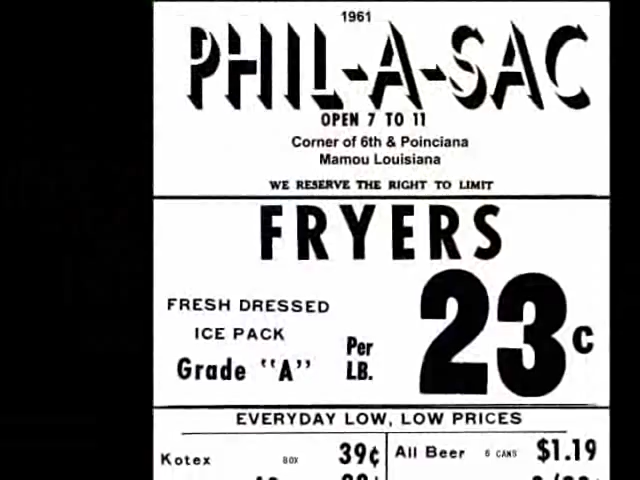 1961
PHIL-A-SAC
OPEN 7 TO 11
Corner of 6th & Poinciana
Mamou Louisiana
WE RESERVE THE RIGHT TO LIMIT
FRYERS
FRESH DRESSED
ICE PACK
Grade "A"
Per
LB.
23c
EVERYDAY LOW, LOW PRICES
Kotex BOX 39¢
All Beer 6 CANS $1.19